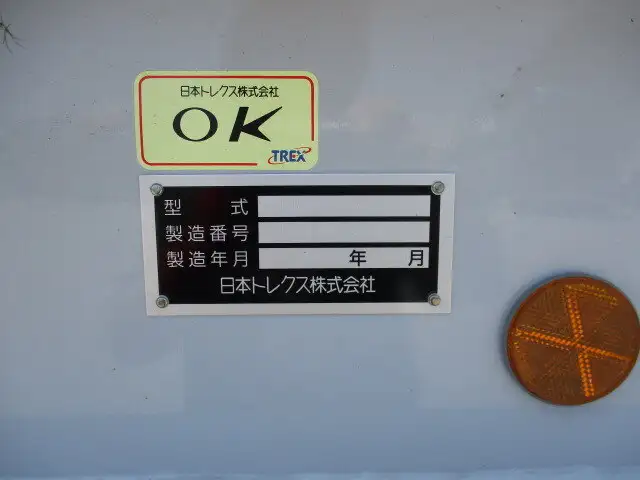 日本トレクス株式会社
OK
TREX
型 式
製造番号
製造年月 年 月
日本トレクス株式会社